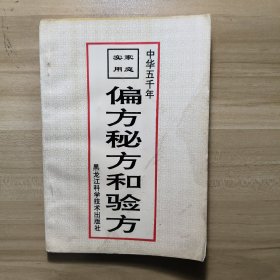 中华五千年
家庭
实用
偏方秘方和验方
黑龙江科学技术出版社